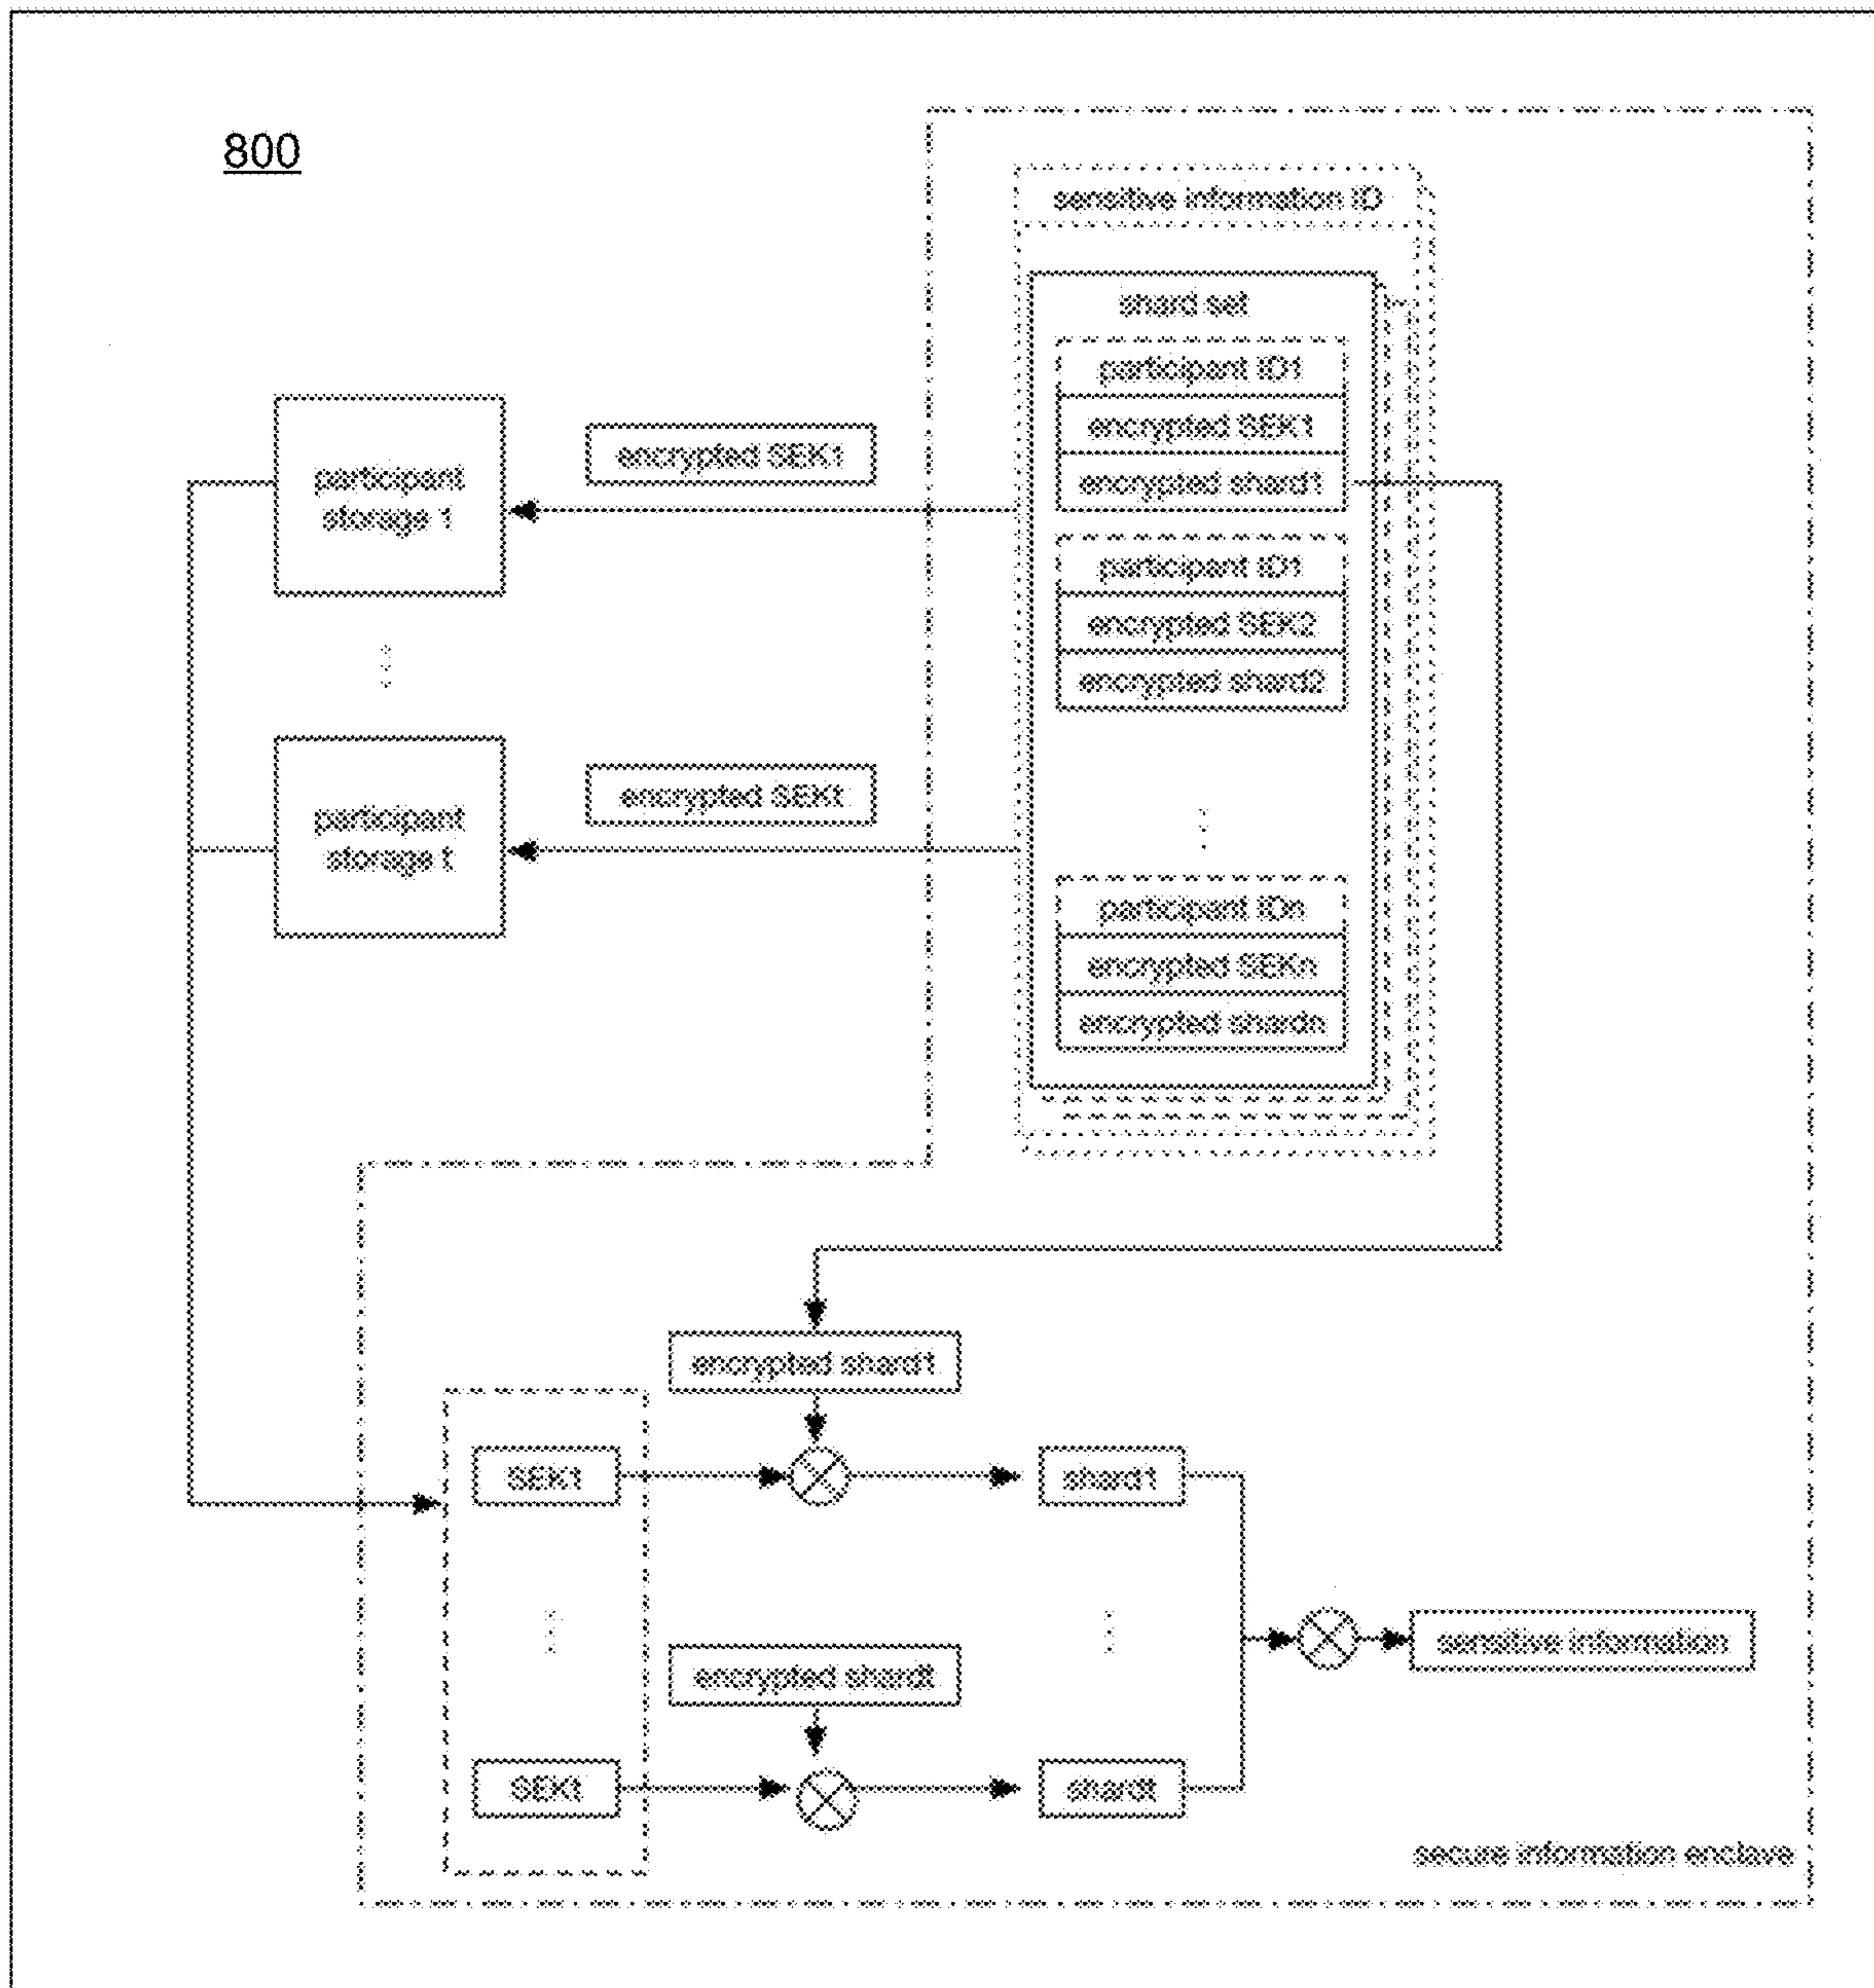 800
sensitive information ID
shard set
participant ID1
encrypted SEK1
encrypted shard1
participant ID1
encrypted SEK2
encrypted shard2
participant IDn
encrypted SEKn
encrypted shardn
participant
storage 1
encrypted SEK1
participant
storage t
encrypted SEKt
encrypted shard1
SEK1
shard1
encrypted shardt
sensitive information
SEKt
shardt
secure information enclave